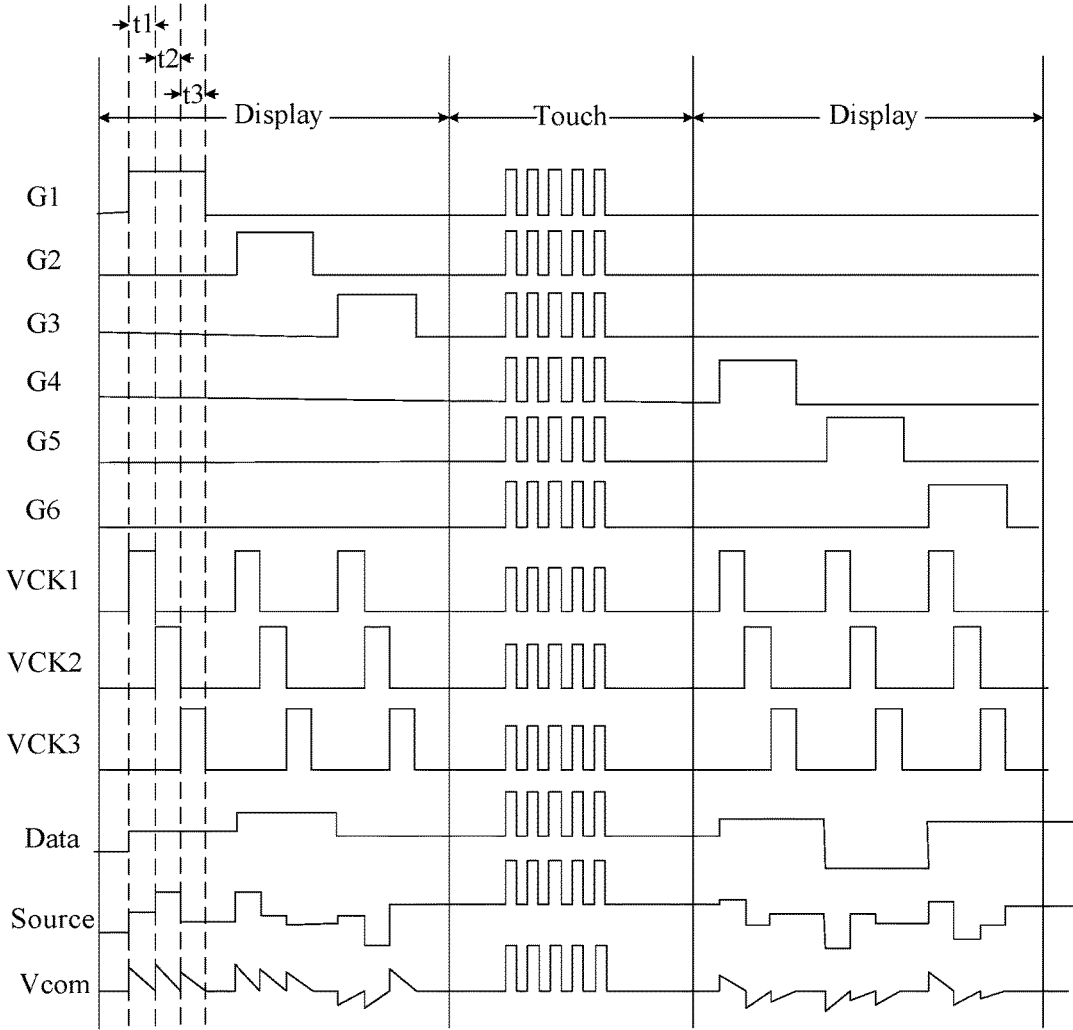 t1
t2
t3
Display Touch Display
G1
G2
G3
G4
G5
G6
VCK1
VCK2
VCK3
Data
Source
Vcom